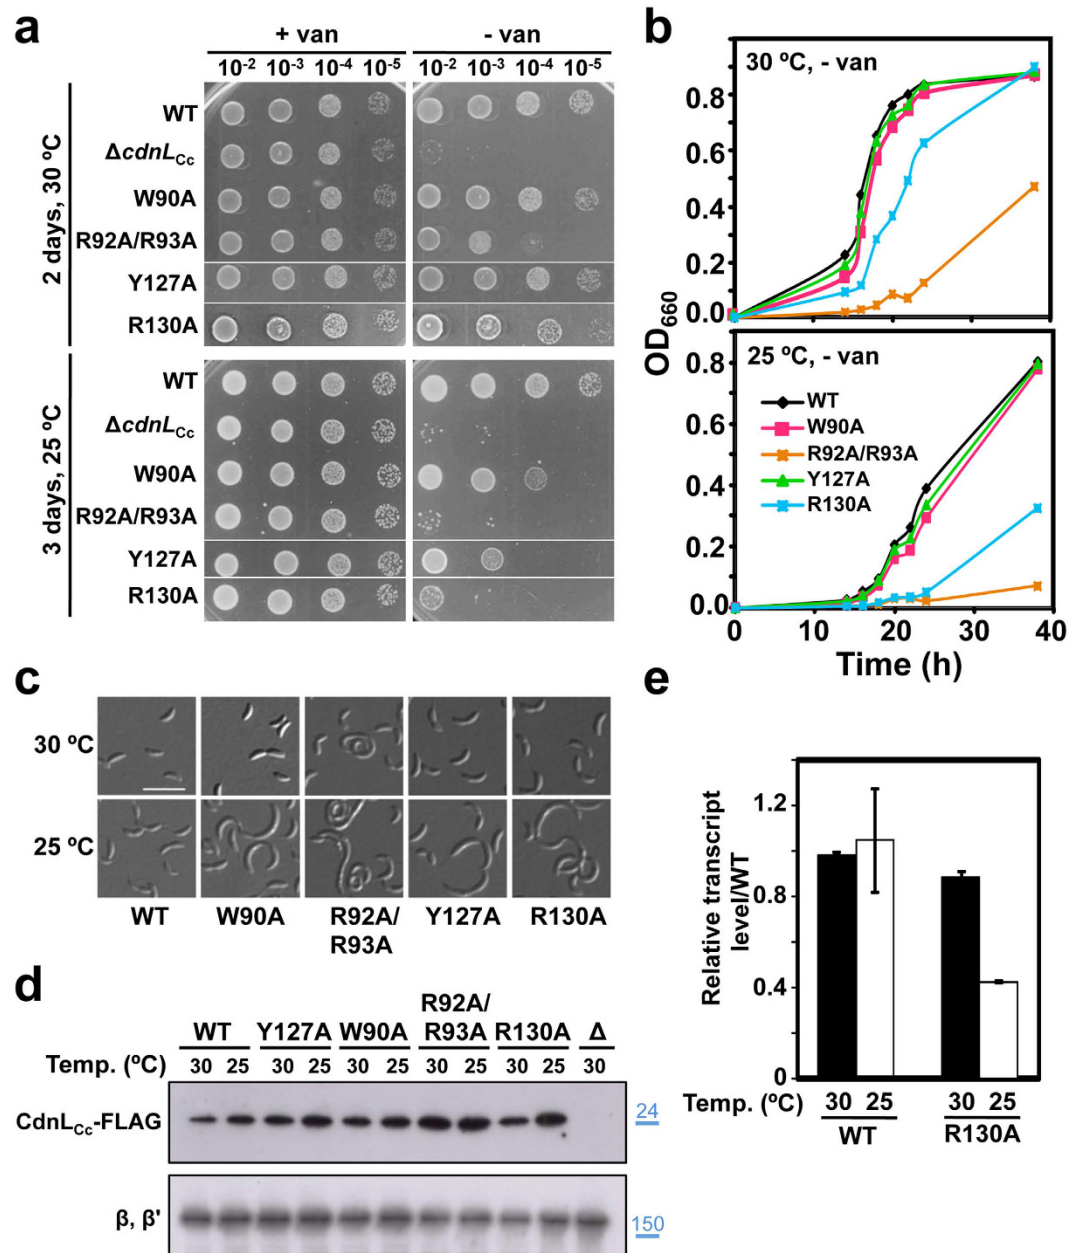 a
+ van - van
10-2 10-3 10-4 10-5 10-2 10-3 10-4 10-5
2 days, 30 ºC
WT
ΔcdnLCc
W90A
R92A/R93A
Y127A
R130A
3 days, 25 ºC
WT
ΔcdnLCc
W90A
R92A/R93A
Y127A
R130A
b
30 ºC, - van
0.8
0.6
0.4
0.2
0.0
OD660
25 ºC, - van
0.8
0.6
0.4
0.2
0.0
WT
W90A
R92A/R93A
Y127A
R130A
0 10 20 30 40
Time (h)
c
30 ºC
25 ºC
WT W90A R92A/ Y127A R130A
R93A
d
R92A/
WT Y127A W90A R93A R130A Δ
Temp. (ºC) 30 25 30 25 30 25 30 25 30 25 30
CdnLCc-FLAG 24
β, β' 150
e
Relative transcript
level/WT
1.2
0.8
0.4
0
Temp. (ºC) 30 25 30 25
WT R130A